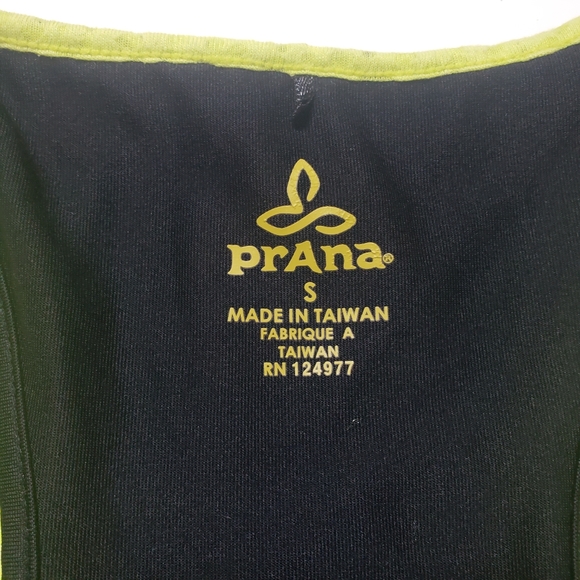 prAna®
S
MADE IN TAIWAN
FABRIQUE A
TAIWAN
RN 124977